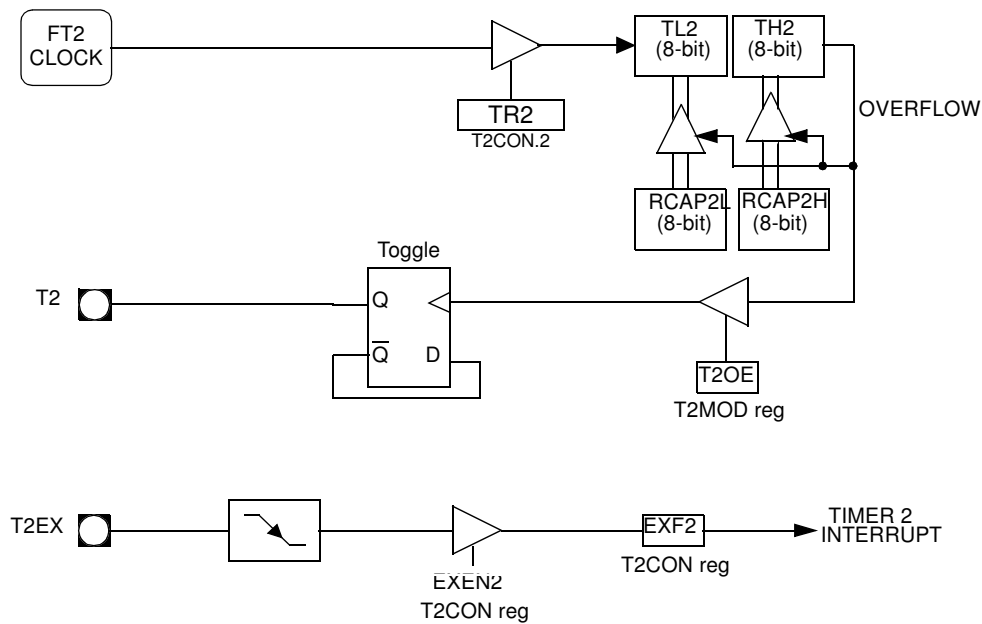 FT2
CLOCK
TL2
(8-bit)
TH2
(8-bit)
TR2
T2CON.2
OVERFLOW
RCAP2L
(8-bit)
RCAP2H
(8-bit)
Toggle
T2
Q
Q̅
D
T2OE
T2MOD reg
T2EX
EXEN2
T2CON reg
EXF2
T2CON reg
TIMER 2
INTERRUPT